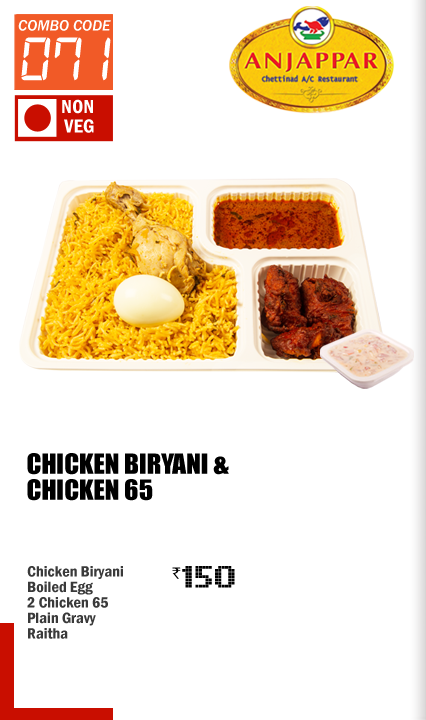 COMBO CODE
071
NON
VEG
ANJAPPAR
Chettinad A/C Restaurant
CHICKEN BIRYANI &
CHICKEN 65
Chicken Biryani
Boiled Egg
2 Chicken 65
Plain Gravy
Raitha
₹150